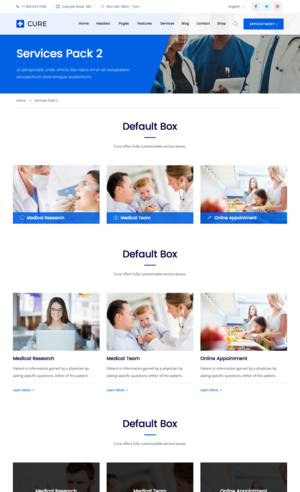 +1 800 834 5789 Example Road, 384 Mon-Sat: 08am - 7pm English
CURE Home Headers Pages Features Services Blog Contact Shop APPOINTMENT
Services Pack 2
ut perspiciatis unde omnis iste natus error sit voluptatem
accusantium doloremque laudantium.
Home > Services Pack 2
Default Box
Cure offers fully customizable service boxes.
Medical Research Medical Team Online Appointment
Default Box
Cure offers fully customizable service boxes.
Medical Research Medical Team Online Appointment
Patient is information gained by a physician by Patient is information gained by a physician by Patient is information gained by a physician by
asking specific questions, either of the patient. asking specific questions, either of the patient. asking specific questions, either of the patient.
Learn More > Learn More > Learn More >
Default Box
Cure offers fully customizable service boxes.
Medical Research Medical Team Online Appointment